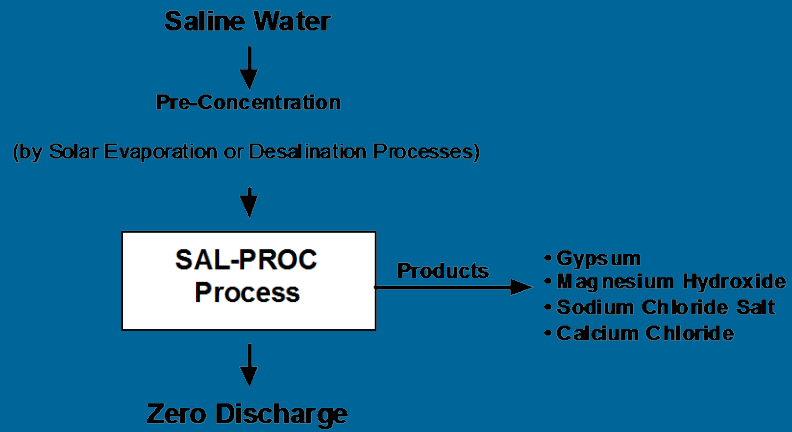 Saline Water
Pre-Concentration
(by Solar Evaporation or Desalination Processes)
SAL-PROC
Process
Products
• Gypsum
• Magnesium Hydroxide
• Sodium Chloride Salt
• Calcium Chloride
Zero Discharge